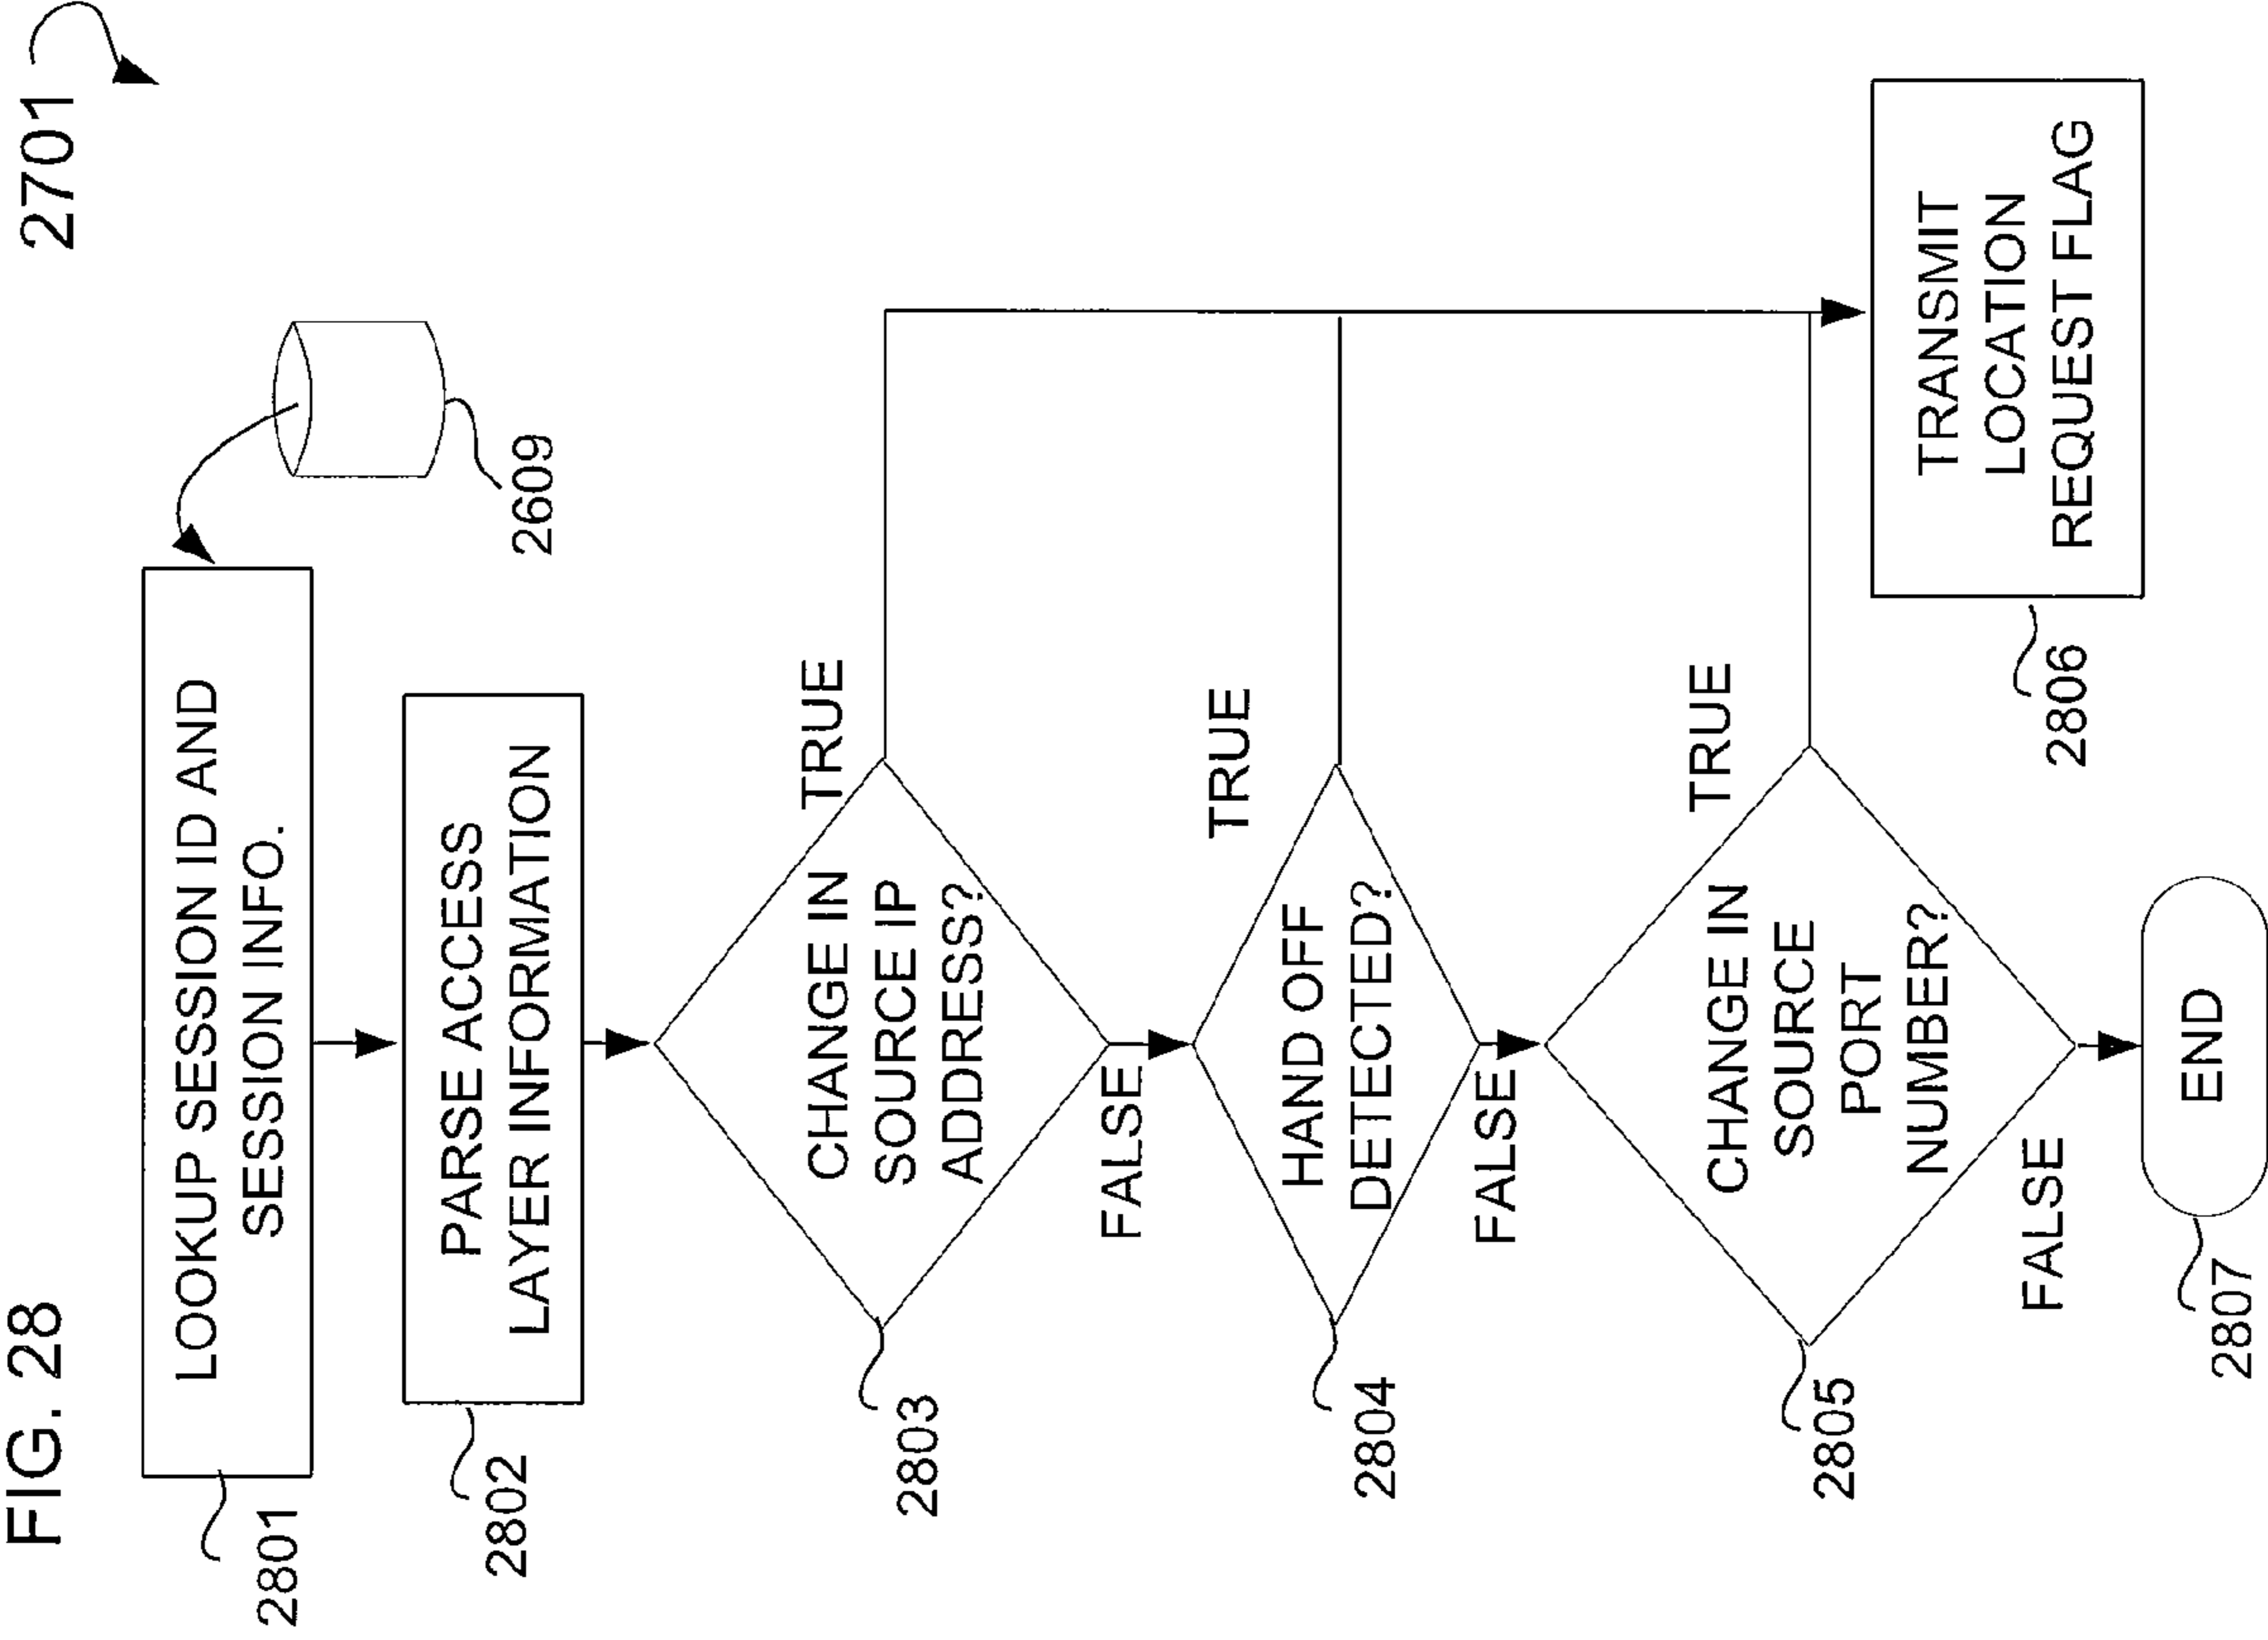 FIG. 28
2701
LOOKUP SESSION ID AND
SESSION INFO.
2801
2609
PARSE ACCESS
LAYER INFORMATION
2802
CHANGE IN
SOURCE IP
ADDRESS?
TRUE
2803
FALSE
HAND OFF
DETECTED?
TRUE
2804
FALSE
CHANGE IN
SOURCE
PORT
NUMBER?
TRUE
2805
FALSE
TRANSMIT
LOCATION
REQUEST FLAG
2806
END
2807